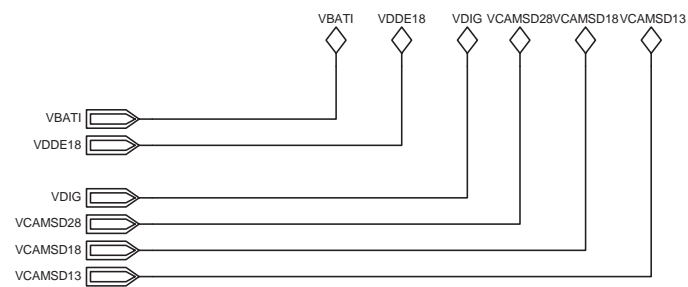 VBATI VDDE18 VDIG VCAMSD28 VCAMSD18 VCAMSD13
VBATI
VDDE18
VDIG
VCAMSD28
VCAMSD18
VCAMSD13